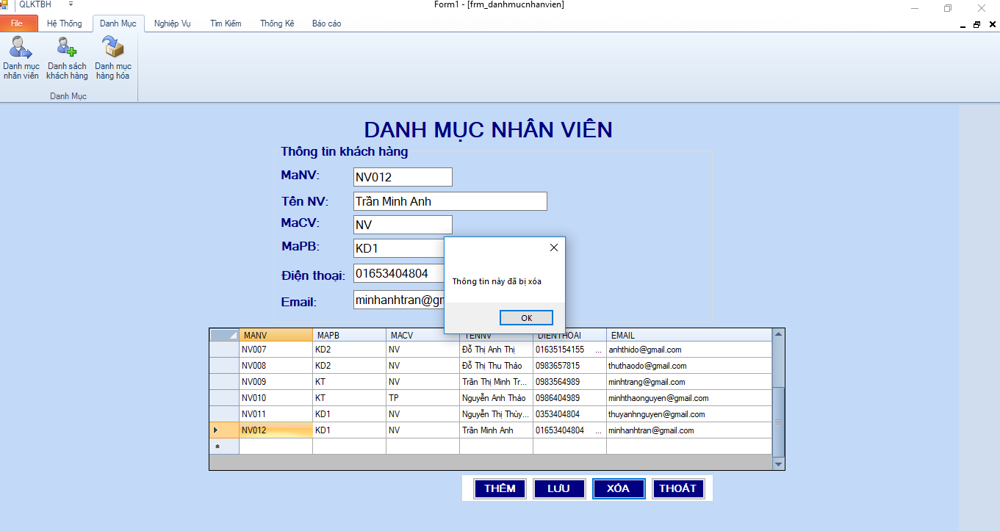 QLKTBH
Form1 - [frm_danhmucnhanvien]
File Hệ Thống Danh Mục Nghiệp Vụ Tìm Kiếm Thống Kê Báo cáo
Danh mục nhân viên
Danh sách khách hàng
Danh mục hàng hóa
Danh Mục
DANH MỤC NHÂN VIÊN
Thông tin khách hàng
MaNV: NV012
Tên NV: Trần Minh Anh
MaCV: NV
MaPB: KD1
Điện thoại: 01653404804
Email: minhanhtran@gm
Thông tin này đã bị xóa
OK
MANV MAPB MACV TENNV DIENTHOAI EMAIL
NV007 KD2 NV Đỗ Thị Anh Thị 01635154155 ... anhthido@gmail.com
NV008 KD2 NV Đỗ Thị Thu Thảo 0983657815 thuthaodo@gmail.com
NV009 KT NV Trần Thị Minh Tr... 0983564989 minhtrang@gmail.com
NV010 KT TP Nguyễn Anh Thảo 0986404989 minhthaonguyen@gmail.com
NV011 KD1 NV Nguyễn Thị Thùy... 0353404804 thuyanhnguyen@gmail.com
NV012 KD1 NV Trần Minh Anh 01653404804 ... minhanhtran@gmail.com
THÊM LƯU XÓA THOÁT